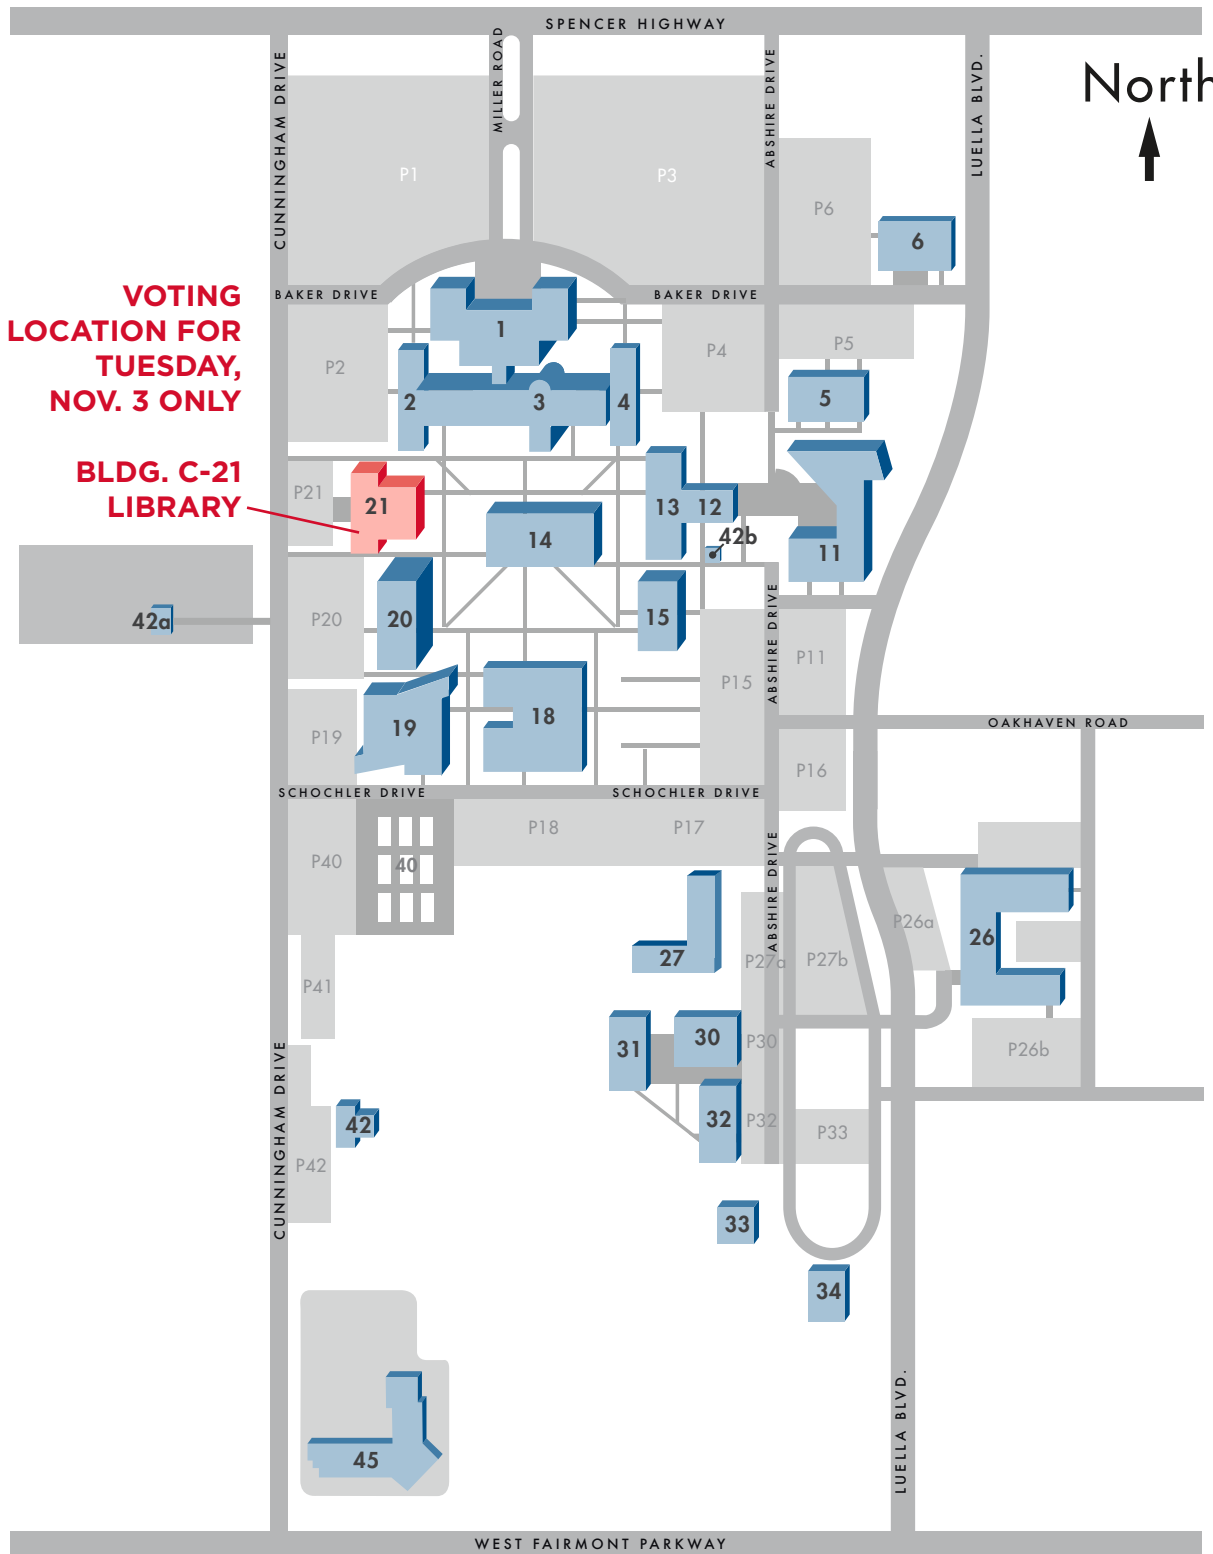 SPENCER HIGHWAY
CUNNINGHAM DRIVE
MILLER ROAD
ABSHIRE DRIVE
LUELLA BLVD.
North
P1
P3
P6
6
BAKER DRIVE
BAKER DRIVE
VOTING
LOCATION FOR
TUESDAY,
NOV. 3 ONLY
1
P2
P4
P5
2
3
4
5
BLDG. C-21
LIBRARY
P21
21
13
12
14
42b
11
42a
P20
20
15
ABSHIRE DRIVE
P11
P15
P19
19
18
OAKHAVEN ROAD
P16
SCHOCHLER DRIVE
SCHOCHLER DRIVE
P18
P17
P40
40
ABSHIRE DRIVE
P26a
26
27
P27a
P27b
P41
31
30
P30
P26b
CUNNINGHAM DRIVE
42
32
P32
P33
P42
33
34
LUELLA BLVD.
45
WEST FAIRMONT PARKWAY